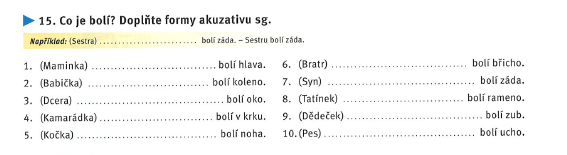 ▶ 15. Co je bolí? Doplňte formy akuzativu sg.
Například: (Sestra) ................................ bolí záda. – Sestru bolí záda.
1. (Maminka) ........................................ bolí hlava.
2. (Babička) ........................................ bolí koleno.
3. (Dcera) ........................................ bolí oko.
4. (Kamarádka) ........................................ bolí v krku.
5. (Kočka) ........................................ bolí noha.
6. (Bratr) ........................................ bolí břicho.
7. (Syn) ........................................ bolí záda.
8. (Tatínek) ........................................ bolí rameno.
9. (Dědeček) ........................................ bolí zub.
10. (Pes) ........................................ bolí ucho.